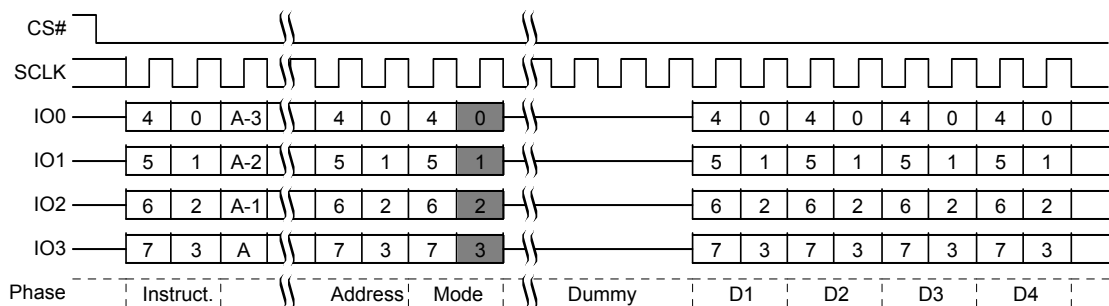 CS#
SCLK
IO0 4 0 A-3 4 0 4 0 4 0 4 0 4 0 4 0
IO1 5 1 A-2 5 1 5 1 5 1 5 1 5 1 5 1
IO2 6 2 A-1 6 2 6 2 6 2 6 2 6 2 6 2
IO3 7 3 A 7 3 7 3 7 3 7 3 7 3 7 3
Phase Instruct. Address Mode Dummy D1 D2 D3 D4